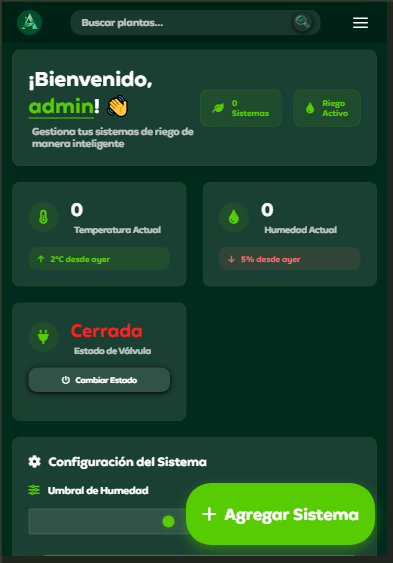 Buscar plantas...
¡Bienvenido,
admin! 👋
Gestiona tus sistemas de riego de
manera inteligente
0
Sistemas
Riego
Activo
0
Temperatura Actual
↑ 2°C desde ayer
0
Humedad Actual
↓ 5% desde ayer
Cerrada
Estado de Válvula
Cambiar Estado
Configuración del Sistema
Umbral de Humedad
+ Agregar Sistema